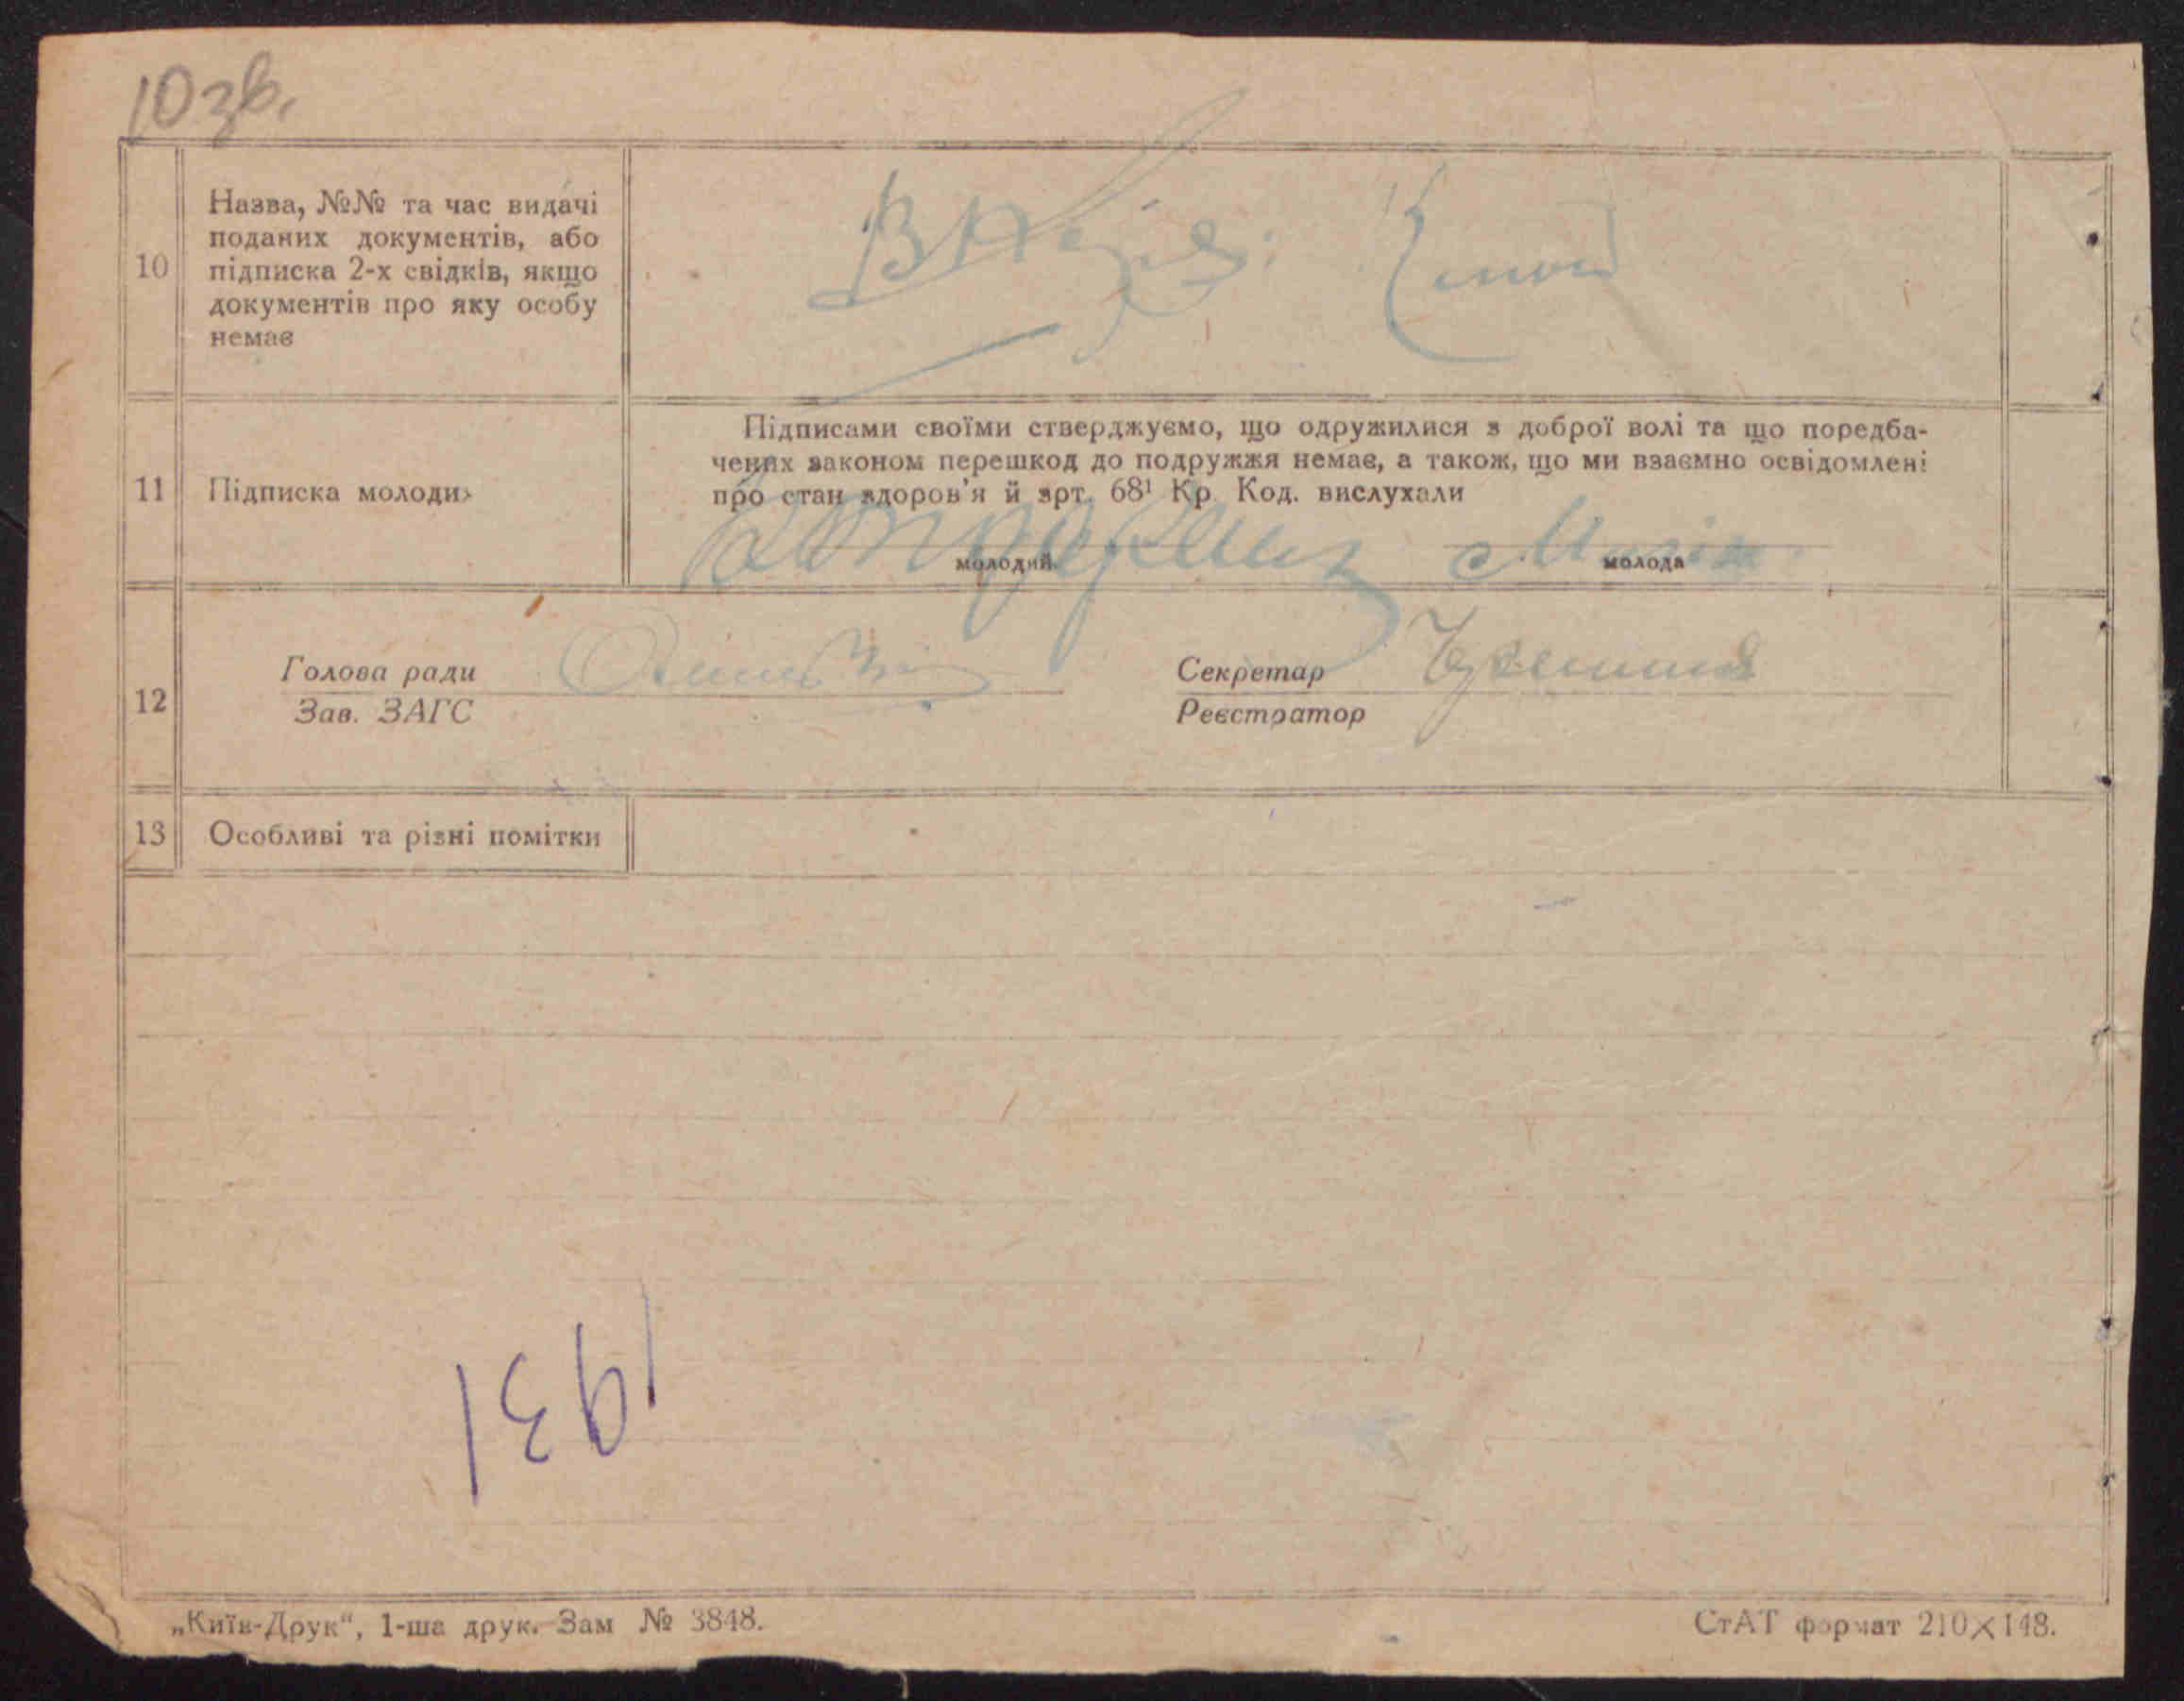 10 зв.
10
Назва, №№ та час видачі
поданих документів, або
підписка 2-х свідків, якщо
документів про яку особу
немає
11
Підписка молодих
Підписами своїми стверджуємо, що одружилися з доброї волі та що поредба-
чених законом перешкод до подружжя немає, а також, що ми взаємно освідомлені
про стан здоров'я й арт. 68¹ Кр. Код. вислухали
молодий
молода
12
Голова ради
Зав. ЗАГС
Секретар
Реєстратор
13
Особливі та різні помітки
1931
„Київ-Друк“, 1-ша друк. Зам № 3848.
СтАТ формат 210×148.